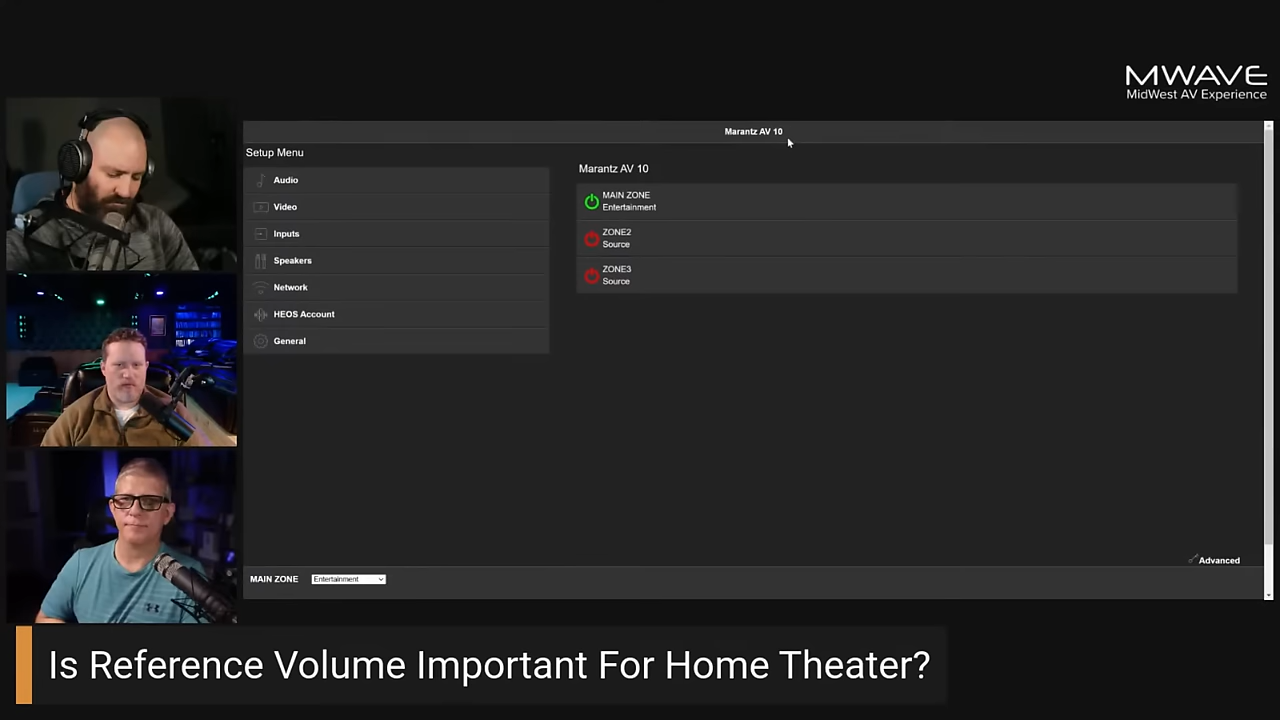 MWAVE
MidWest AV Experience
Marantz AV 10
Setup Menu
Audio
Video
Inputs
Speakers
Network
HEOS Account
General
Marantz AV 10
MAIN ZONE
Entertainment
ZONE2
Source
ZONE3
Source
Advanced
MAIN ZONE
Entertainment
Is Reference Volume Important For Home Theater?